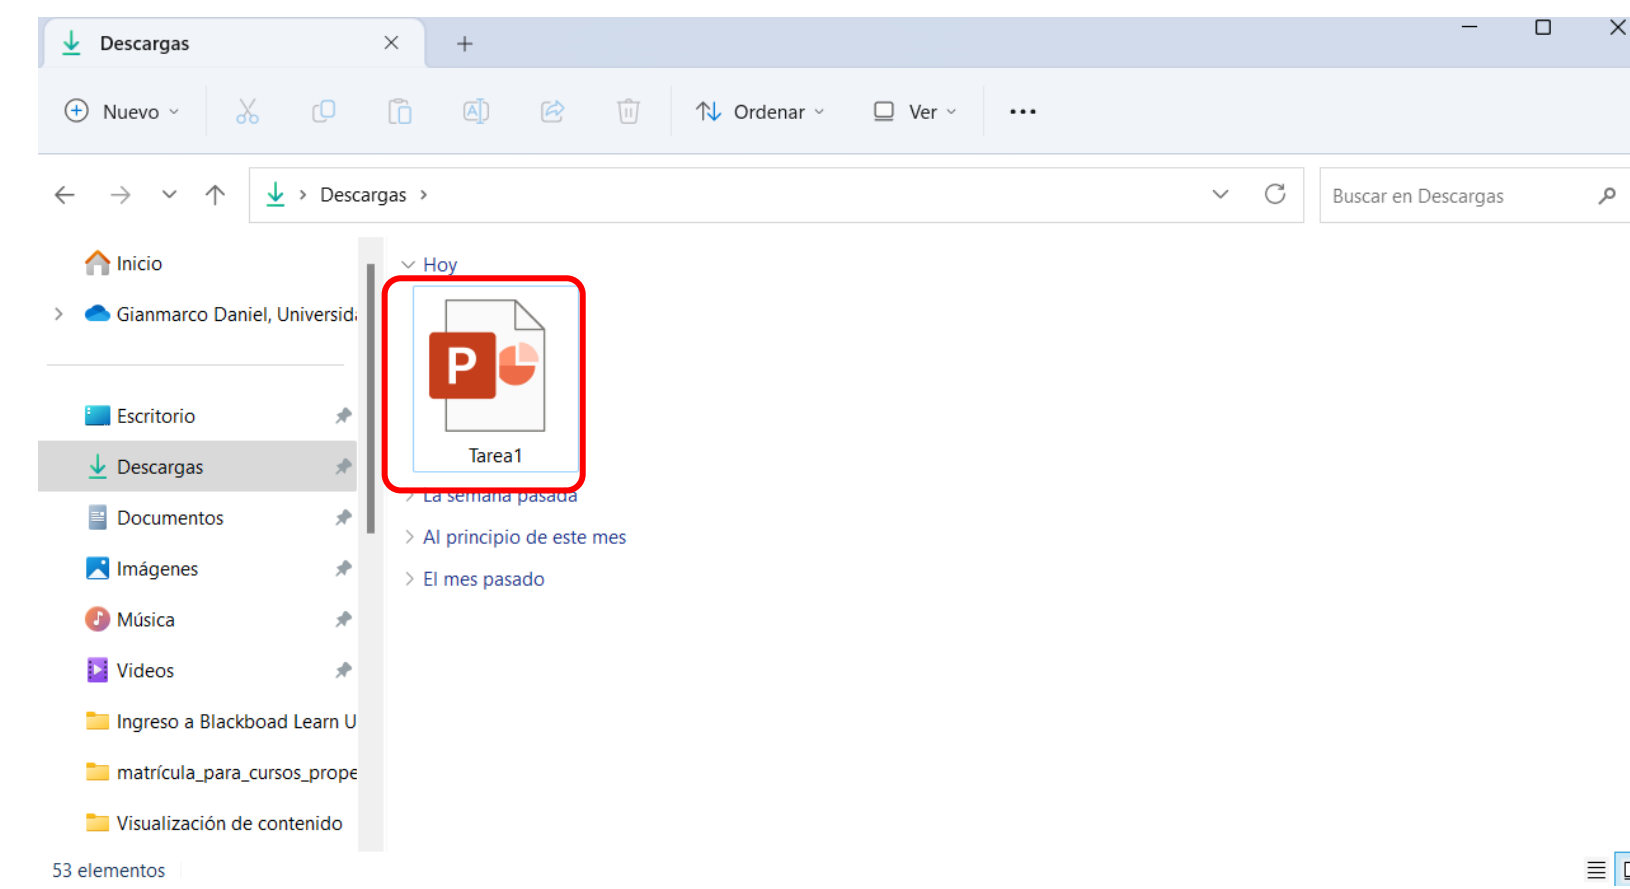 Descargas
Nuevo
Ordenar
Ver
Descargas
Buscar en Descargas
Inicio
Gianmarco Daniel, Universid
Escritorio
Descargas
Documentos
Imágenes
Música
Videos
Ingreso a Blackboad Learn U
matrícula_para_cursos_prope
Visualización de contenido
Hoy
P
Tarea1
La semana pasada
Al principio de este mes
El mes pasado
53 elementos